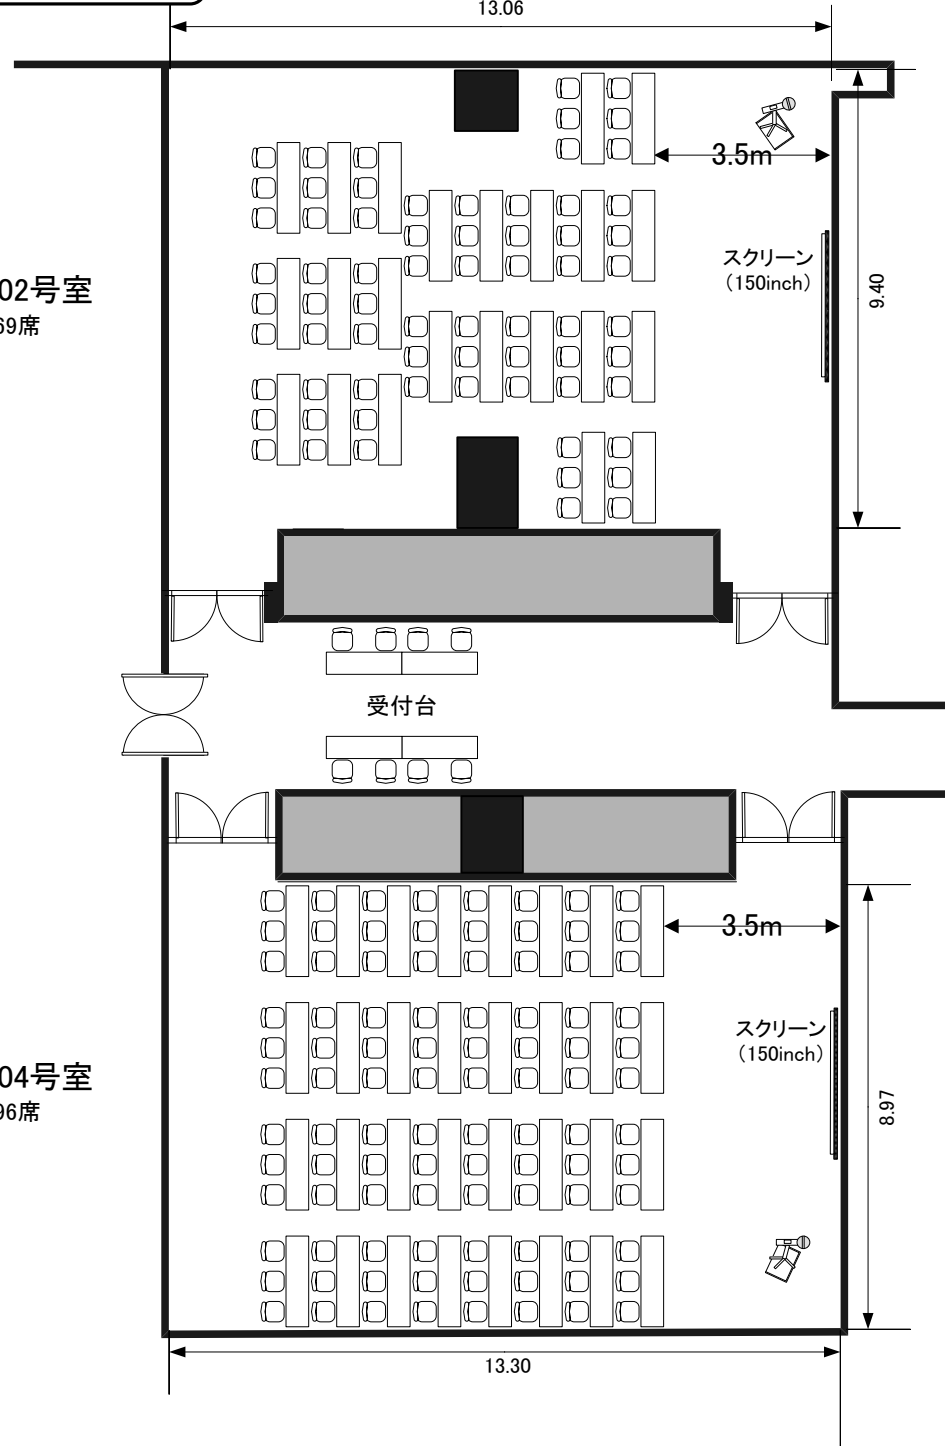 13.06
3.5m
スクリーン
（150inch）
9.40
02号室
69席
受付台
3.5m
スクリーン
（150inch）
8.97
04号室
96席
13.30